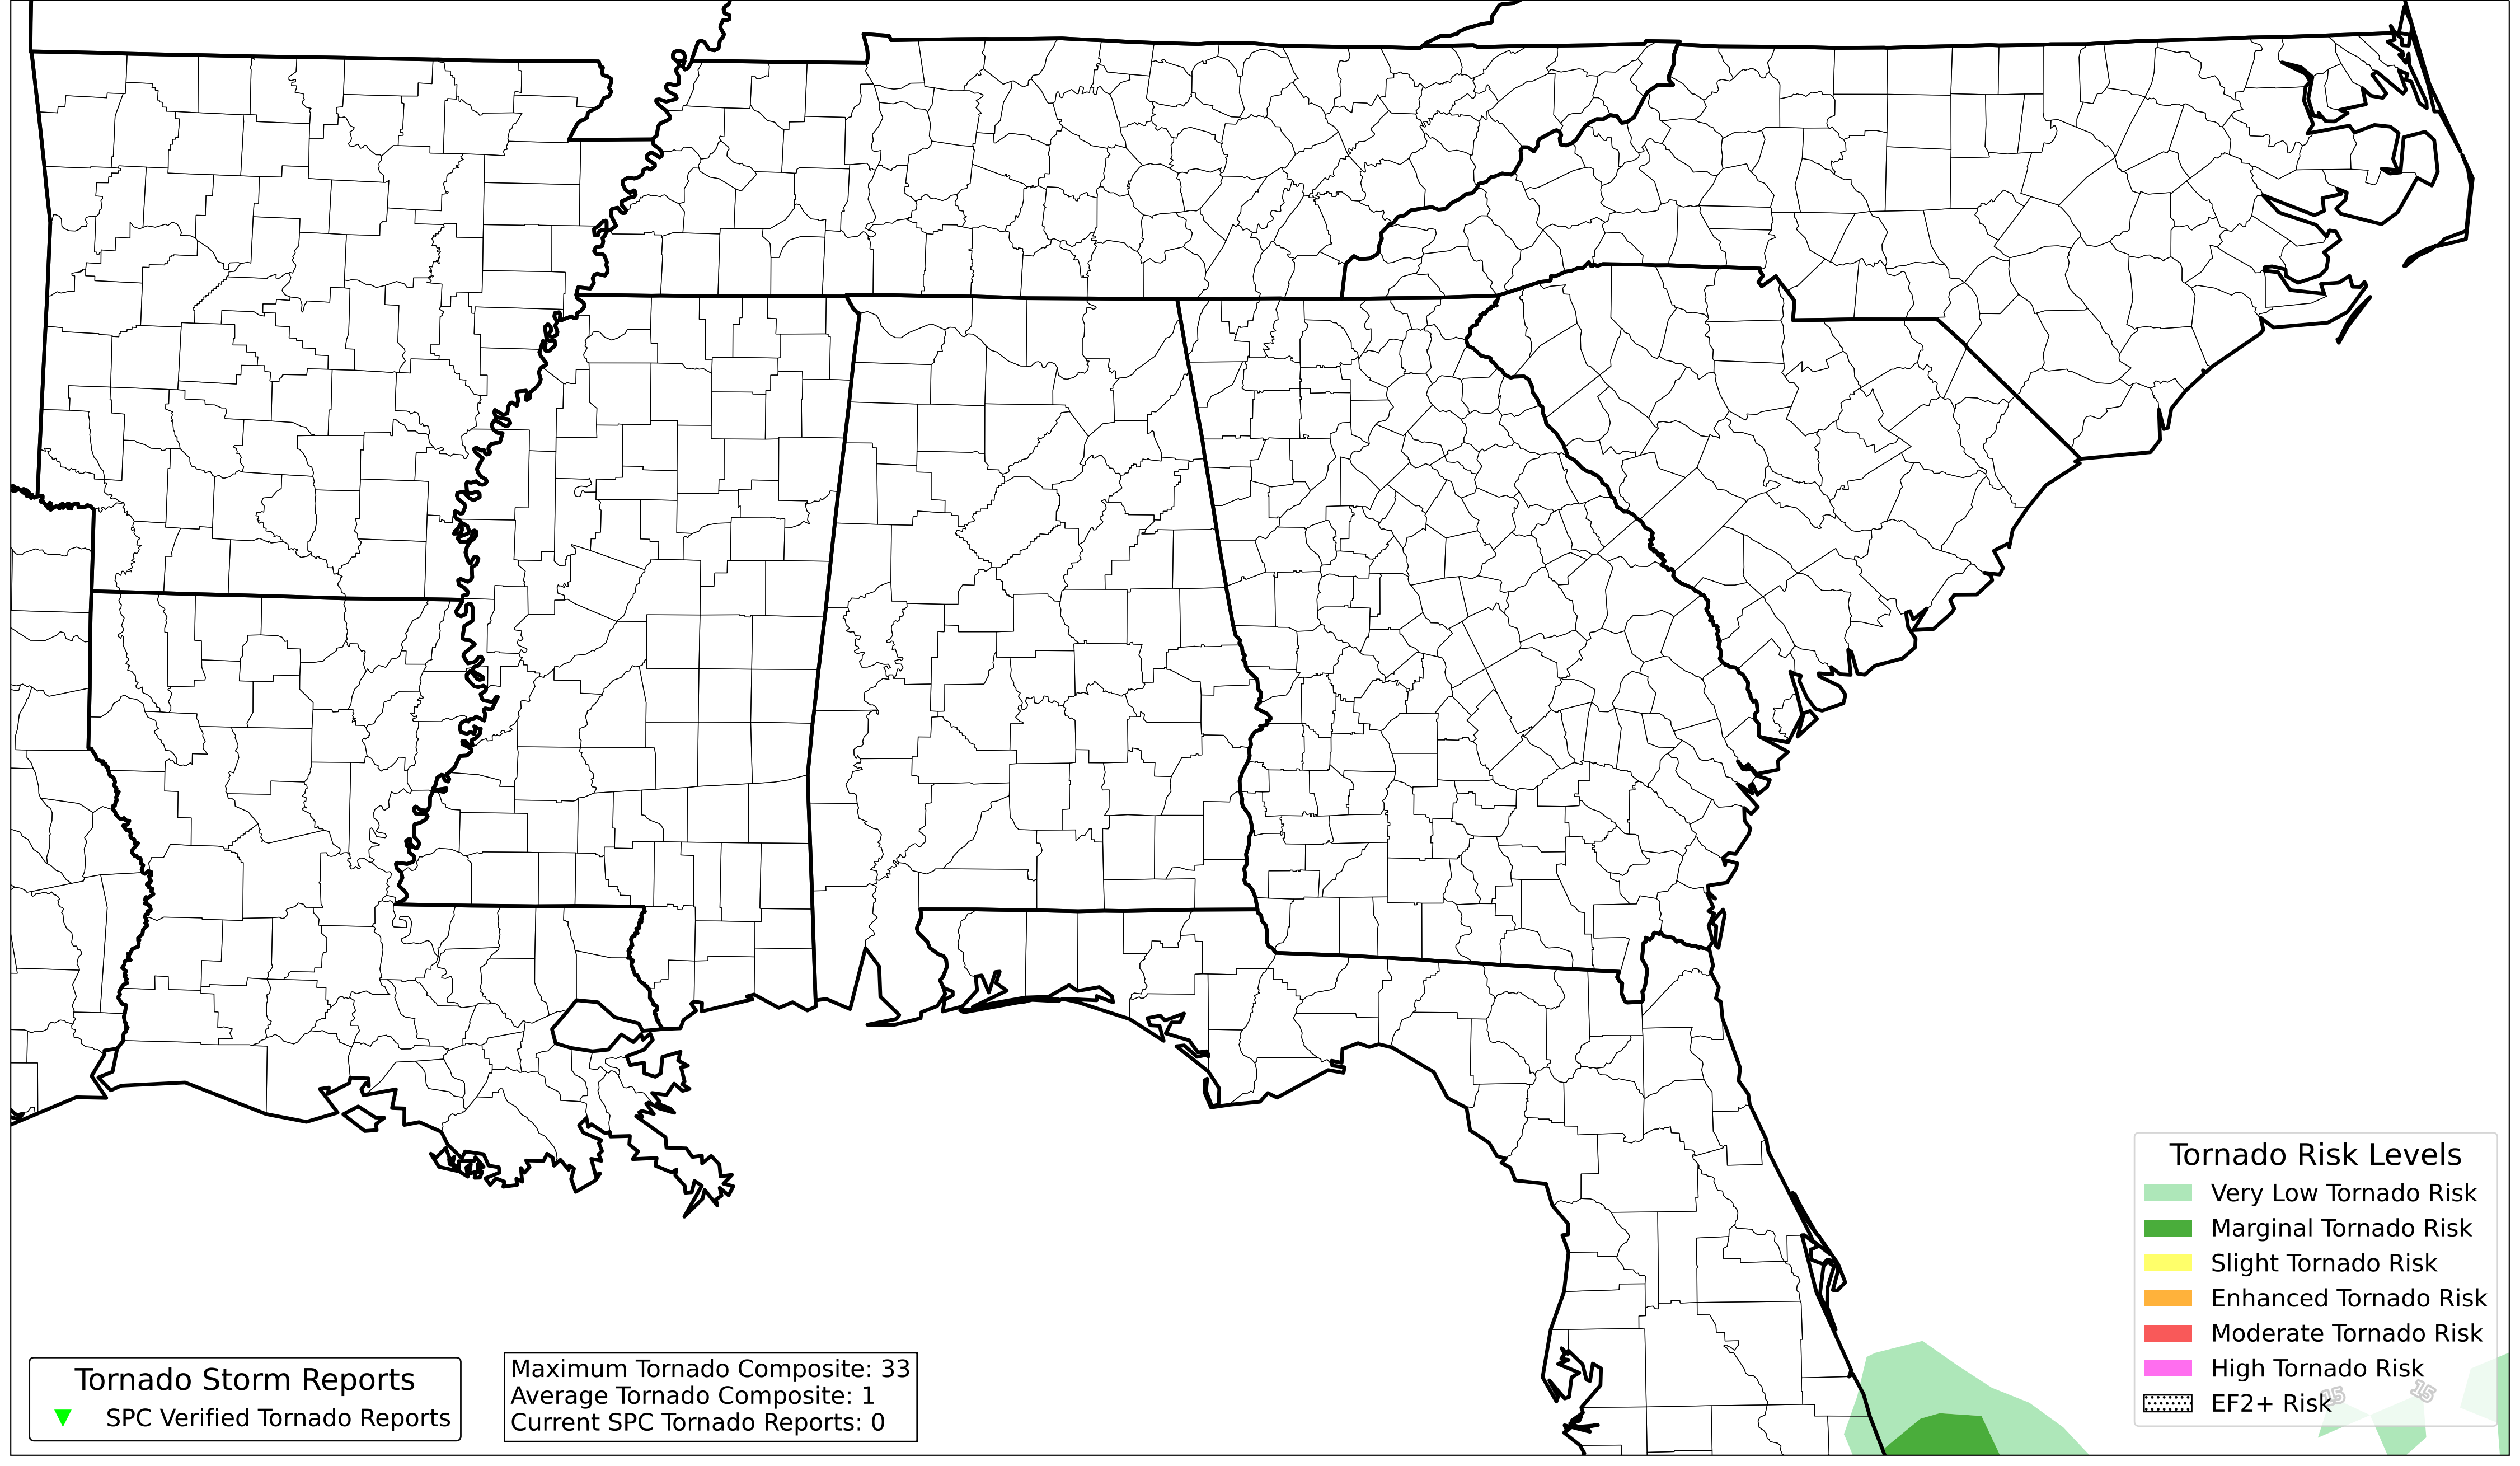 Tornado Risk Levels
Very Low Tornado Risk
Marginal Tornado Risk
Slight Tornado Risk
Enhanced Tornado Risk
Moderate Tornado Risk
High Tornado Risk
EF2+ Risk
15
15
Tornado Storm Reports
SPC Verified Tornado Reports
Maximum Tornado Composite: 33
Average Tornado Composite: 1
Current SPC Tornado Reports: 0